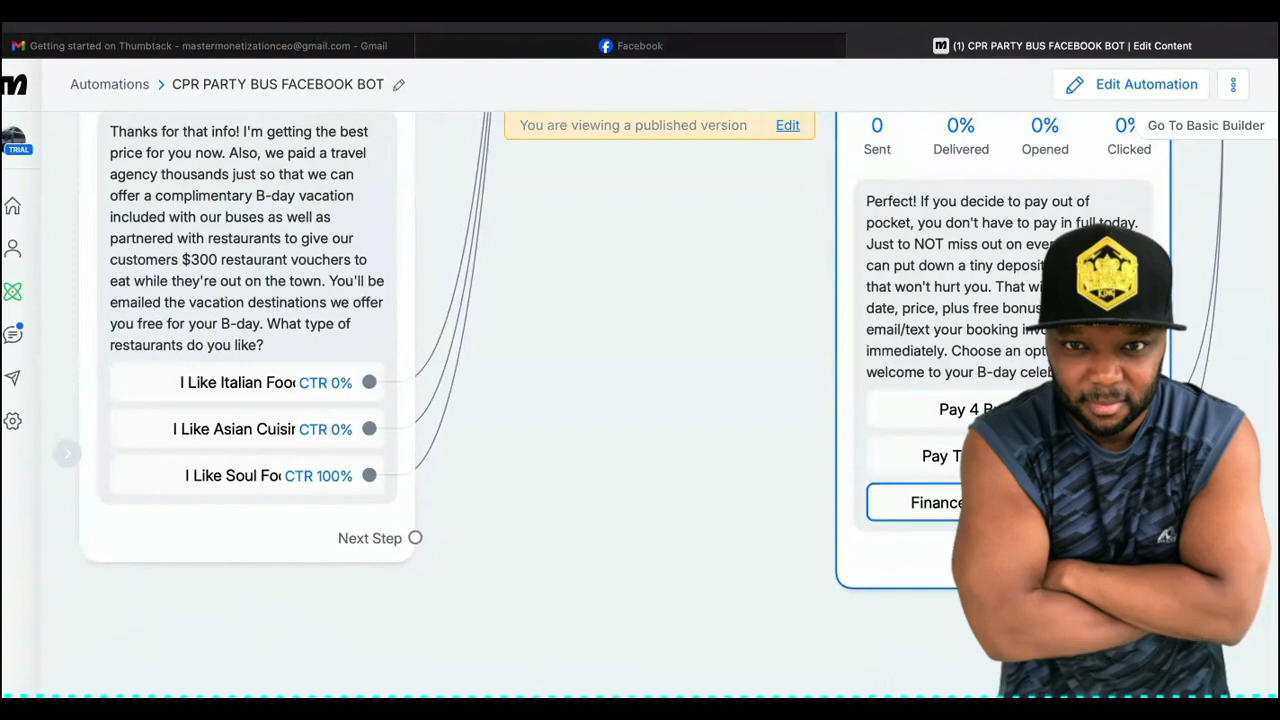 Getting started on Thumbtack - mastermonetizationceo@gmail.com - Gmail
Facebook
(1) CPR PARTY BUS FACEBOOK BOT | Edit Content
Automations > CPR PARTY BUS FACEBOOK BOT
Edit Automation
TRIAL
Thanks for that info! I'm getting the best
price for you now. Also, we paid a travel
agency thousands just so that we can
offer a complimentary B-day vacation
included with our buses as well as
partnered with restaurants to give our
customers $300 restaurant vouchers to
eat while they're out on the town. You'll be
emailed the vacation destinations we offer
you free for your B-day. What type of
restaurants do you like?
I Like Italian Food CTR 0%
I Like Asian Cuisin CTR 0%
I Like Soul Foo CTR 100%
Next Step
You are viewing a published version Edit
Go To Basic Builder
0 0% 0% 0%
Sent Delivered Opened Clicked
Perfect! If you decide to pay out of
pocket, you don't have to pay in full today.
Just to NOT miss out on
can put down a tiny deposit
that won't hurt you. That
date, price, plus free bonus
email/text your booking
immediately. Choose an
welcome to your B-day
Pay 4
Pay
Finance